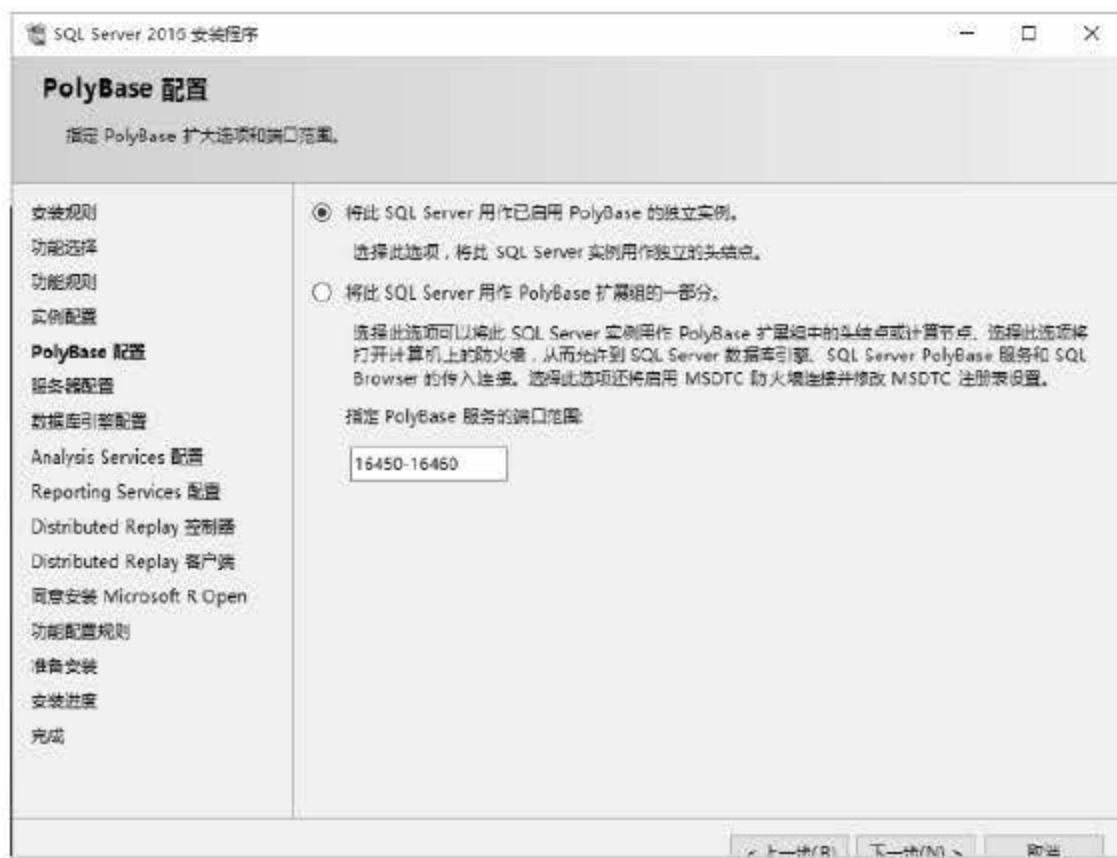 SQL Server 2016 安装程序
PolyBase 配置
指定 PolyBase 扩大选项和端口范围。
安装规则
功能选择
功能规则
实例配置
PolyBase 配置
服务器配置
数据库引擎配置
Analysis Services 配置
Reporting Services 配置
Distributed Replay 控制器
Distributed Replay 客户端
同意安装 Microsoft R Open
功能配置规则
准备安装
安装进度
完成
将此 SQL Server 用作已启用 PolyBase 的独立实例。
选择此选项，将此 SQL Server 实例用作独立的头结点。
将此 SQL Server 用作 PolyBase 扩展组的一部分。
选择此选项可以将此 SQL Server 实例用作 PolyBase 扩展组中的头结点或计算节点。选择此选项将
打开计算机上的防火墙，从而允许到 SQL Server 数据库引擎、SQL Server PolyBase 服务和 SQL
Browser 的传入连接。选择此选项还将启用 MSDTC 防火墙连接并修改 MSDTC 注册表设置。
指定 PolyBase 服务的端口范围:
16450-16460
< 上一步(B) 下一步(N) > 取消